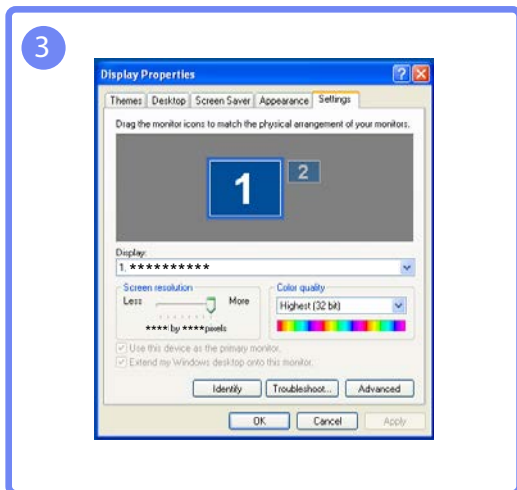 3
Display Properties
Themes Desktop Screen Saver Appearance Settings
Drag the monitor icons to match the physical arrangement of your monitors.
1 2
Display:
1. **********
Screen resolution
Color quality
Less More
Highest (32 bit)
**** by **** pixels
Use this device as the primary monitor.
Extend my Windows desktop onto this monitor.
Identify Troubleshoot... Advanced
OK Cancel Apply